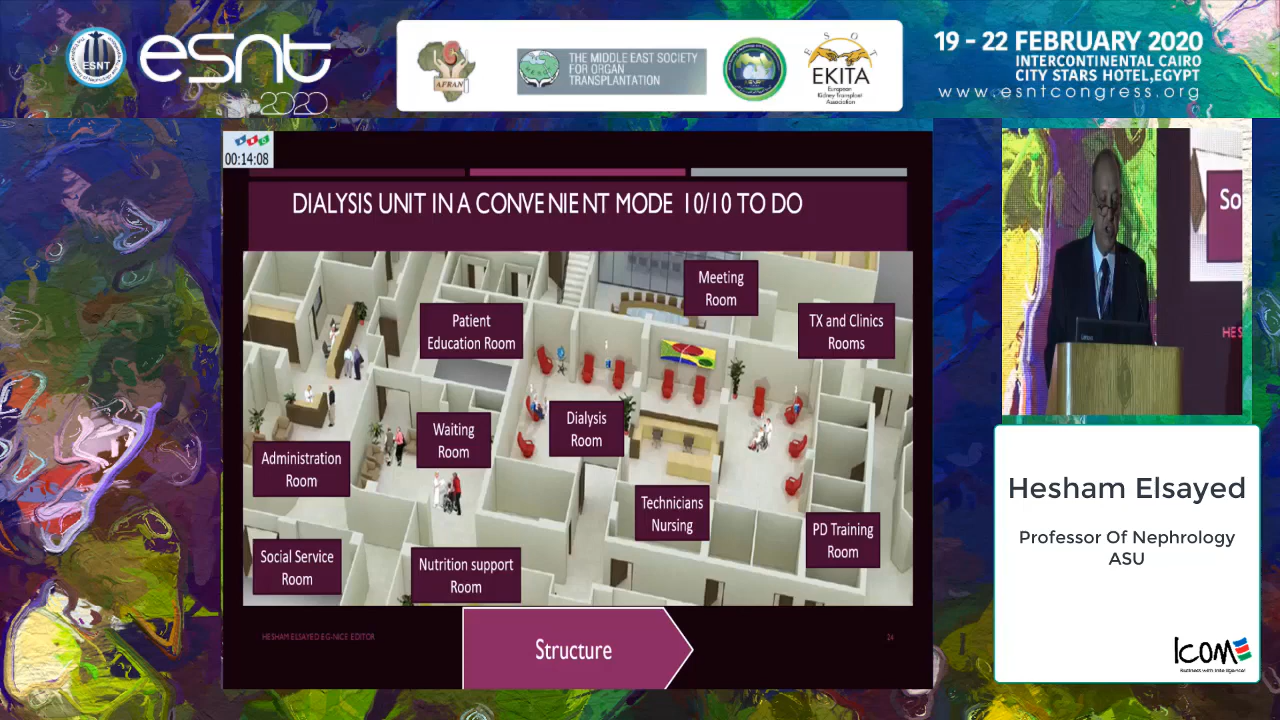 ESNT
esnt
2020
AFRAN
THE MIDDLE EAST SOCIETY
FOR ORGAN
TRANSPLANTATION
E S O T
EKITA
European
Kidney Transplant
Association
19 - 22 FEBRUARY 2020
INTERCONTINENTAL CAIRO
CITY STARS HOTEL,EGYPT
www.esntcongress.org
00:14:08
DIALYSIS UNIT IN A CONVENIENT MODE 10/10 TO DO
Meeting
Room
Patient
Education Room
TX and Clinics
Rooms
Waiting
Room
Dialysis
Room
Administration
Room
Technicians
Nursing
PD Training
Room
Social Service
Room
Nutrition support
Room
HESHAM ELSAYED EG-NICE EDITOR
24
Structure
So
HES
Hesham Elsayed
Professor Of Nephrology
ASU
ICOM